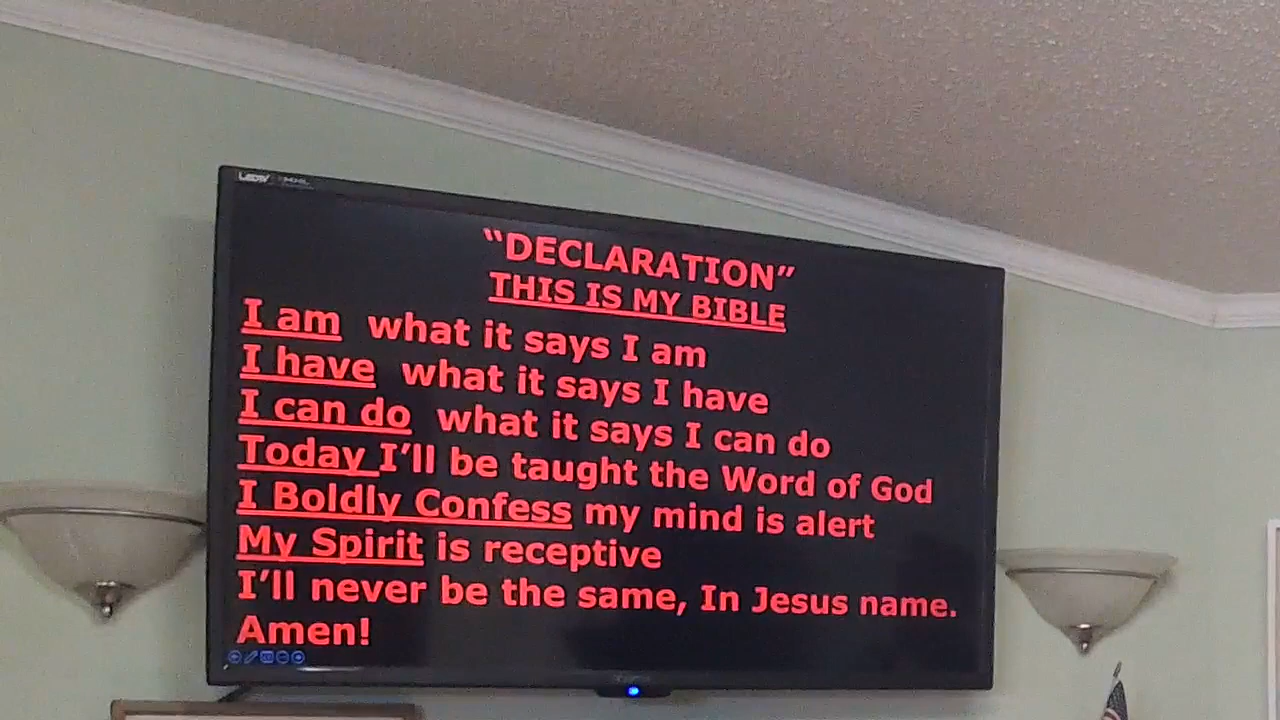 “DECLARATION”
THIS IS MY BIBLE
I am what it says I am
I have what it says I have
I can do what it says I can do
Today I’ll be taught the Word of God
I Boldly Confess my mind is alert
My Spirit is receptive
I’ll never be the same, In Jesus name.
Amen!